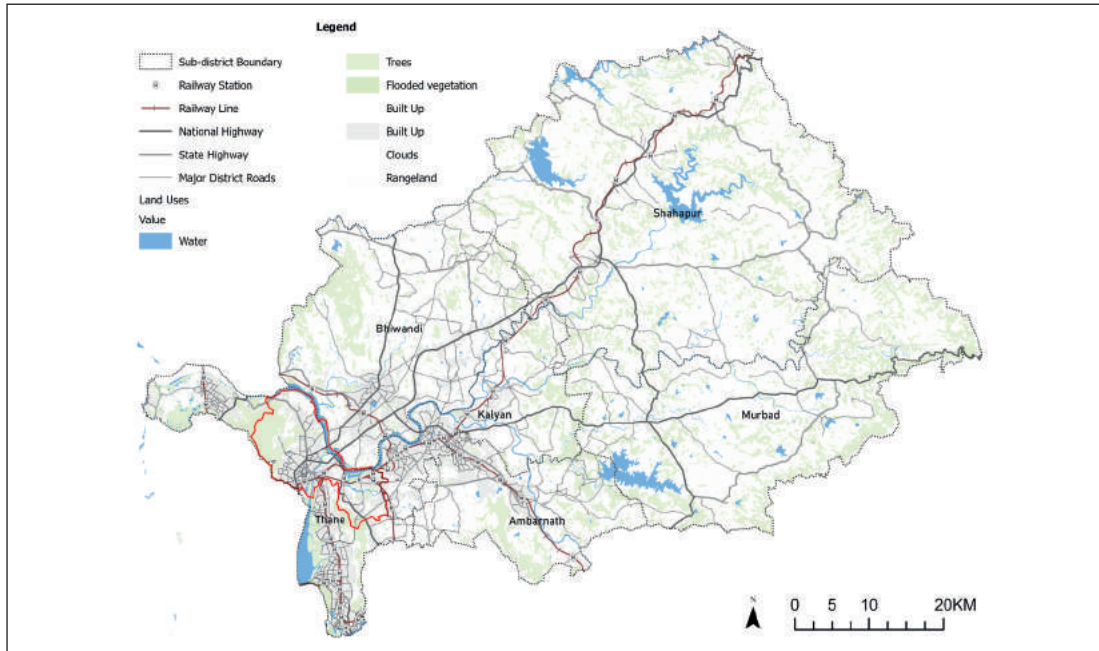 Legend
Sub-district Boundary
Railway Station
Railway Line
National Highway
State Highway
Major District Roads
Land Uses
Value
Water
Trees
Flooded vegetation
Built Up
Built Up
Clouds
Rangeland
Shahapur
Bhiwandi
Kalyan
Murbad
Thane
Ambarnath
N
0 5 10 20KM